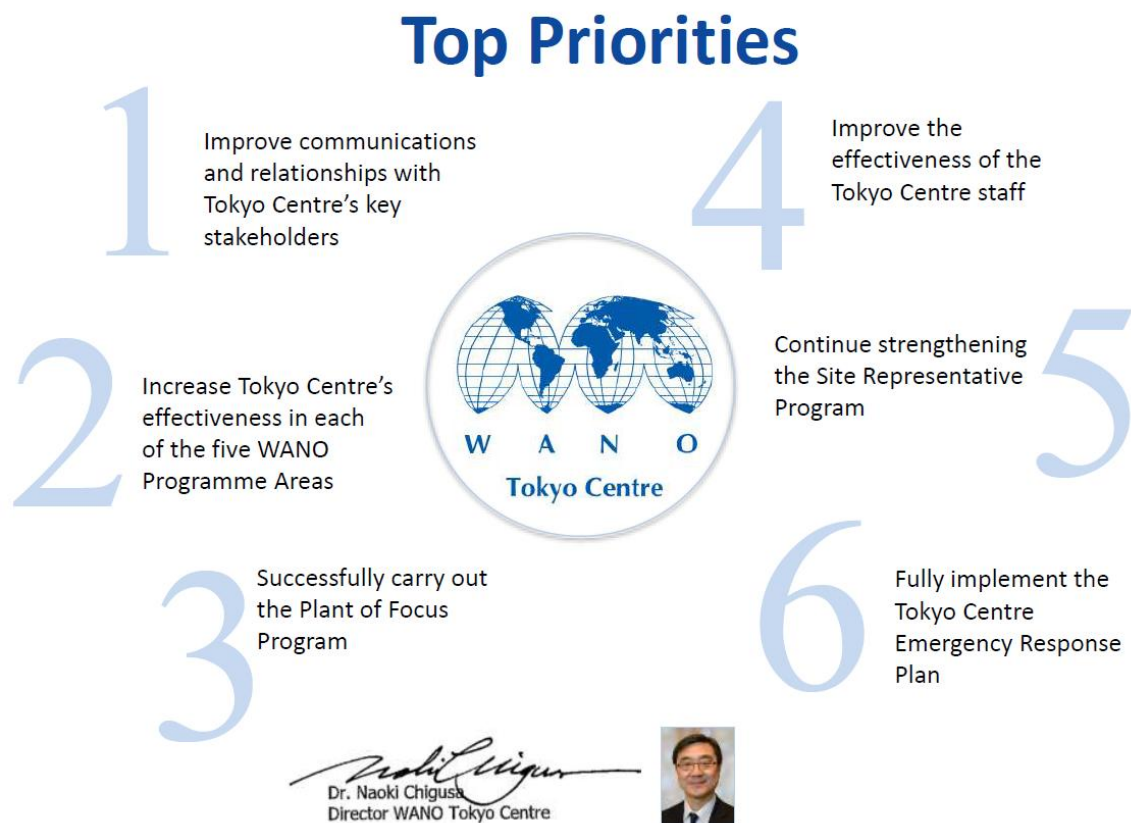 Top Priorities
1
Improve communications
and relationships with
Tokyo Centre's key
stakeholders
2
Increase Tokyo Centre's
effectiveness in each
of the five WANO
Programme Areas
3
Successfully carry out
the Plant of Focus
Program
4
Improve the
effectiveness of the
Tokyo Centre staff
5
Continue strengthening
the Site Representative
Program
6
Fully implement the
Tokyo Centre
Emergency Response
Plan
W A N O
Tokyo Centre
Naoki Chigusa
Dr. Naoki Chigusa
Director WANO Tokyo Centre